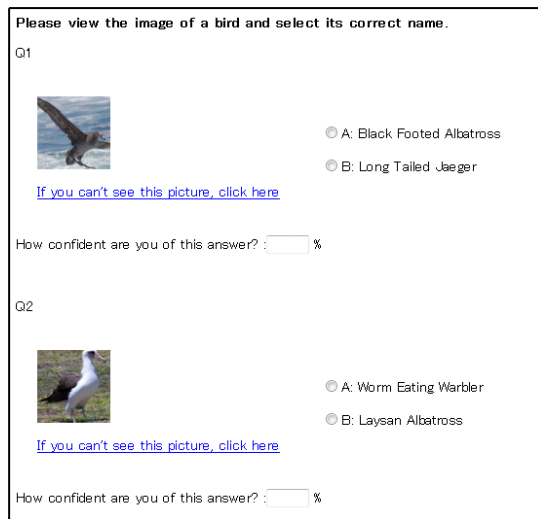 Please view the image of a bird and select its correct name.
Q1
A: Black Footed Albatross
B: Long Tailed Jaeger
If you can't see this picture, click here
How confident are you of this answer? : %
Q2
A: Worm Eating Warbler
B: Laysan Albatross
If you can't see this picture, click here
How confident are you of this answer? : %